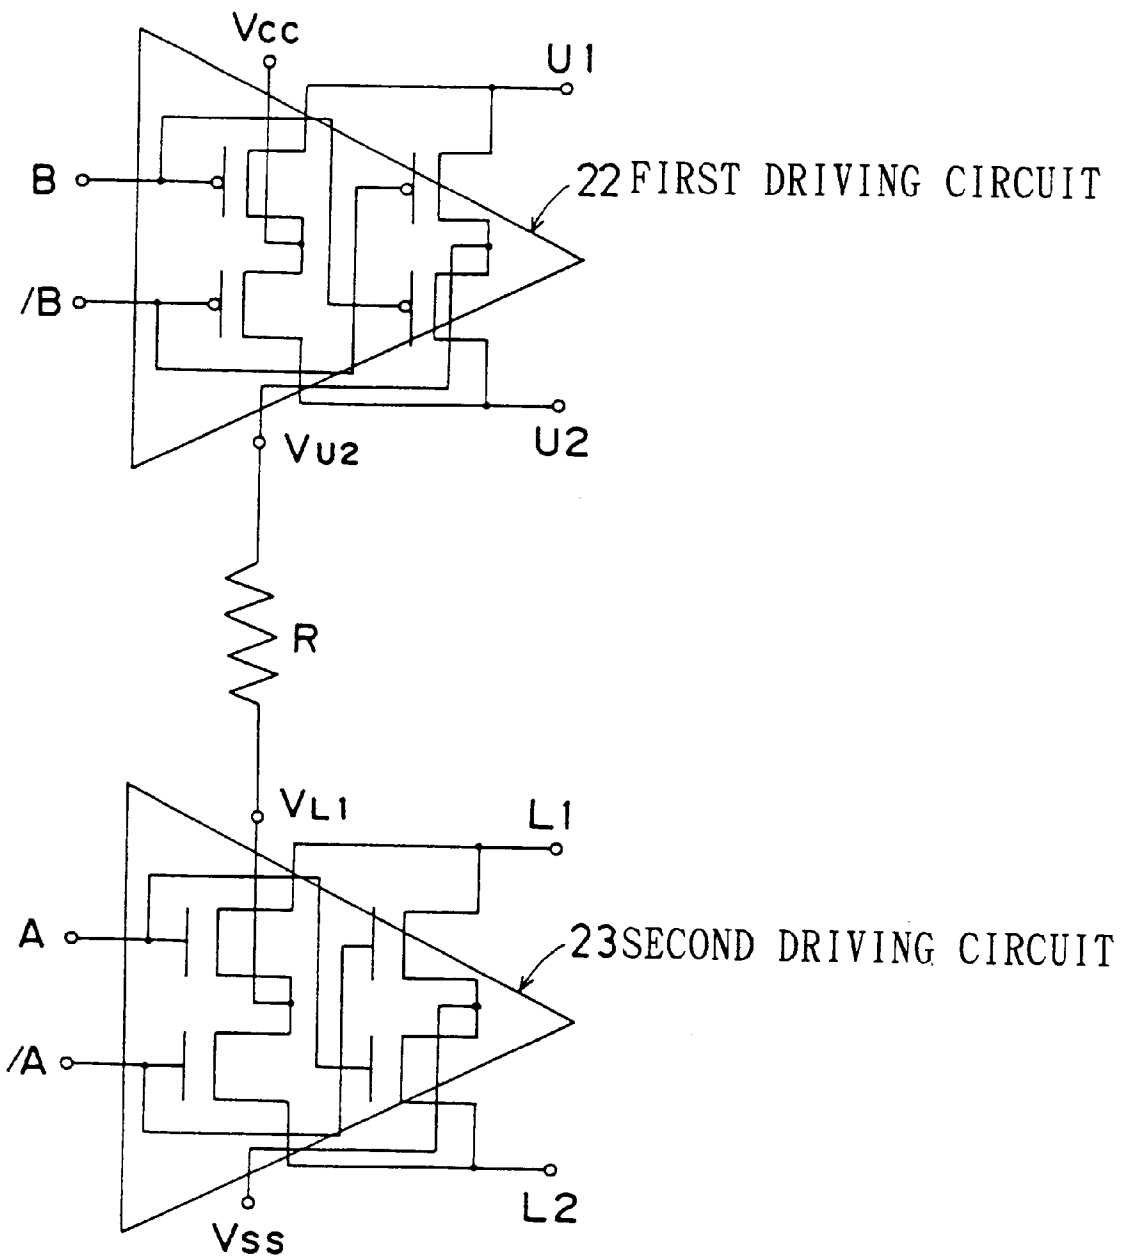 Vcc
U1
B
22 FIRST DRIVING CIRCUIT
/B
U2
VU2
R
VL1
L1
A
23 SECOND DRIVING CIRCUIT
/A
L2
Vss